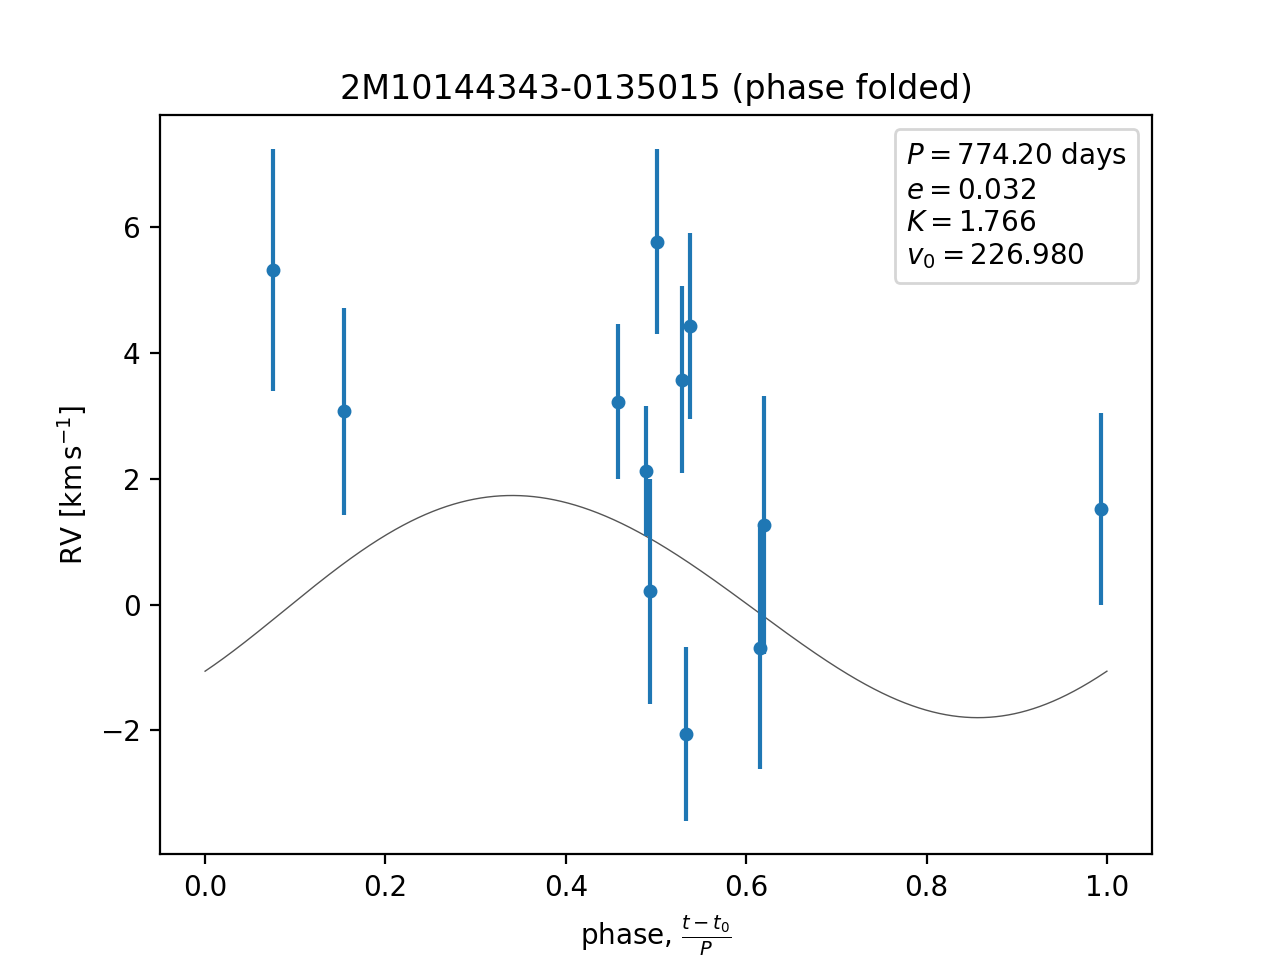 2M10144343-0135015 (phase folded)
P = 774.20 days
e = 0.032
K = 1.766
v₀ = 226.980
RV [km s⁻¹]
6
4
2
0
−2
0.0 0.2 0.4 0.6 0.8 1.0
phase, (t − t₀)/P